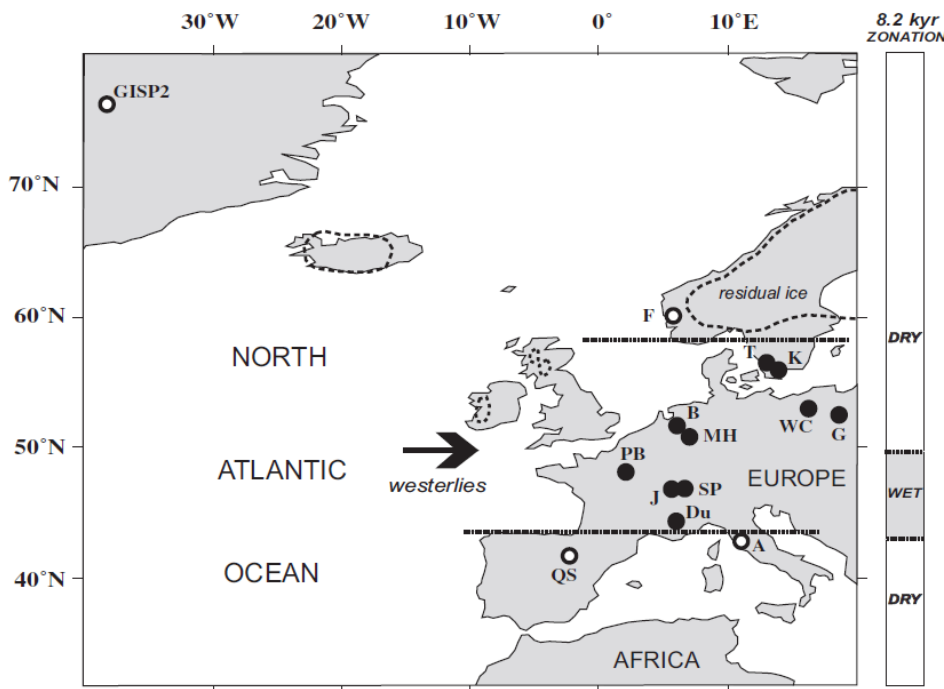 30˚W 20˚W 10˚W 0˚ 10˚E 8.2 kyr
ZONATION
GISP2
70˚N
residual ice
60˚N
F
DRY
NORTH
T
K
B
MH
WC
G
50˚N
PB
ATLANTIC
westerlies
EUROPE
WET
J
SP
Du
A
OCEAN
QS
40˚N
DRY
AFRICA